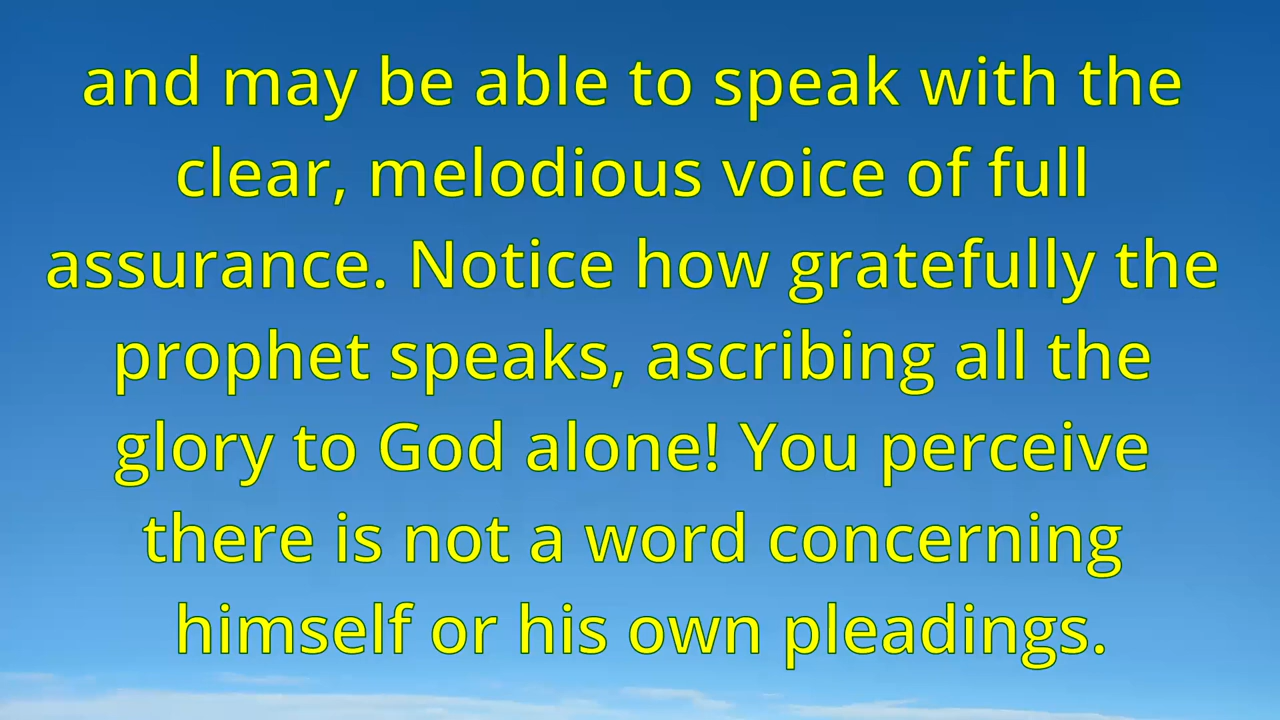 and may be able to speak with the
clear, melodious voice of full
assurance. Notice how gratefully the
prophet speaks, ascribing all the
glory to God alone! You perceive
there is not a word concerning
himself or his own pleadings.